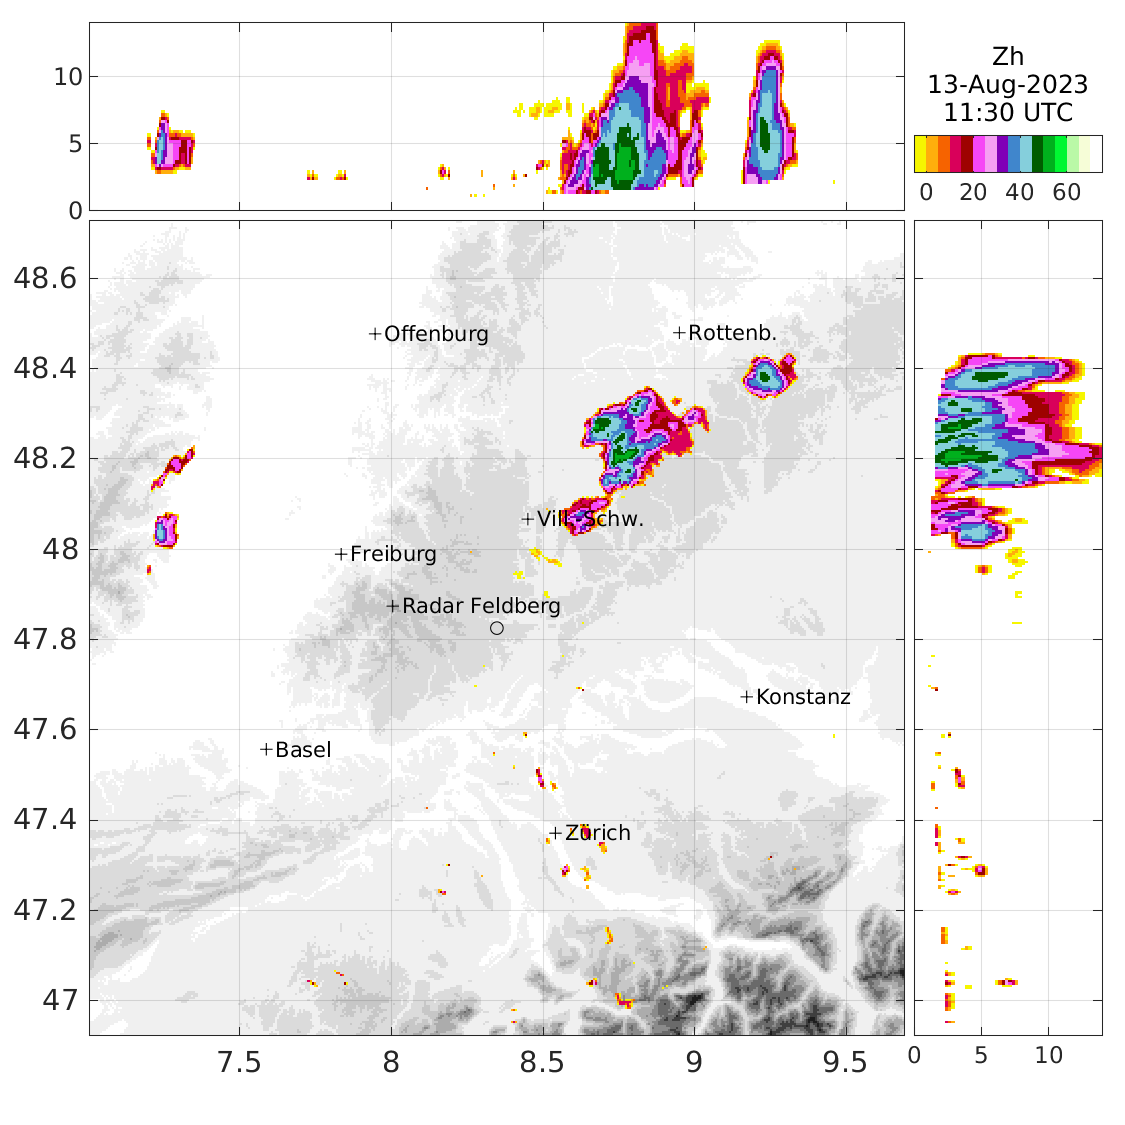 Zh
13-Aug-2023
11:30 UTC
0 20 40 60
10
5
0
48.6
48.4
48.2
48
47.8
47.6
47.4
47.2
47
+Offenburg
+Rottenb.
+Vill.-Schw.
+Freiburg
+Radar Feldberg
+Konstanz
+Basel
+Zürich
7.5 8 8.5 9 9.5
0 5 10